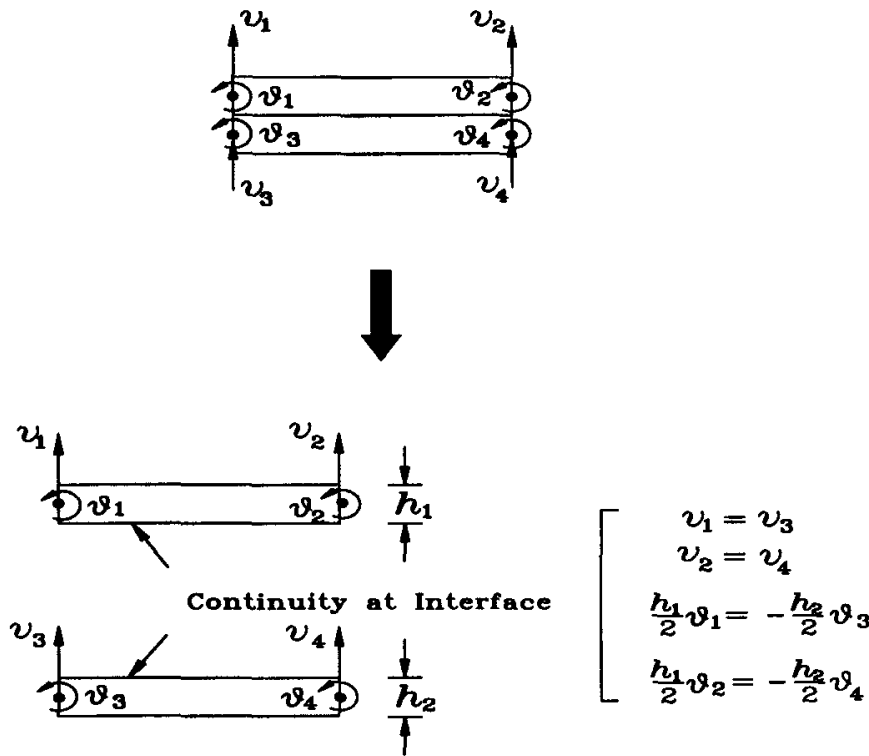 υ₁ υ₂
ϑ₁ ϑ₂
ϑ₃ ϑ₄
υ₃ υ₄
υ₁ υ₂
ϑ₁ ϑ₂ h₁
Continuity at Interface
υ₃ υ₄
ϑ₃ ϑ₄ h₂
υ₁ = υ₃
υ₂ = υ₄
h₁/2 ϑ₁ = - h₂/2 ϑ₃
h₁/2 ϑ₂ = - h₂/2 ϑ₄